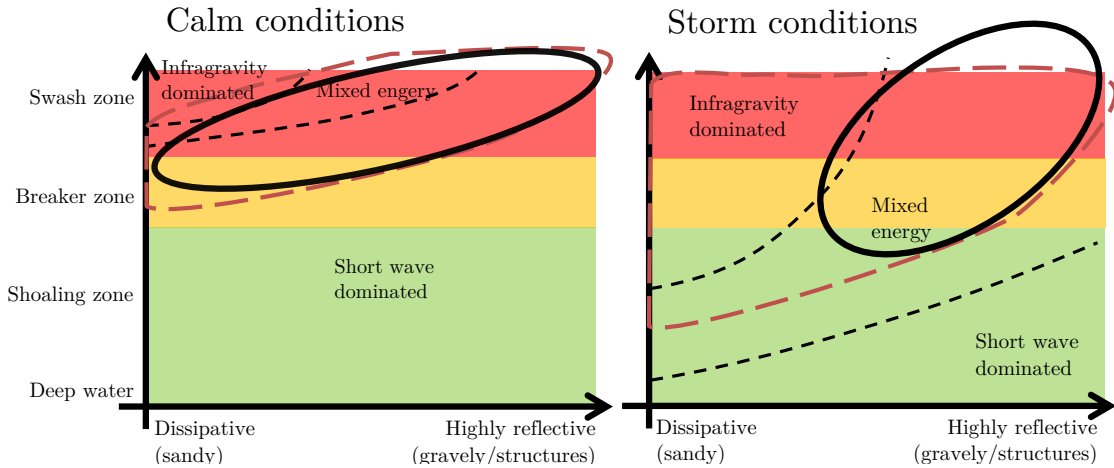 Calm conditions
Storm conditions
Swash zone
Breaker zone
Shoaling zone
Deep water
Infragravity
dominated
Mixed engery
Short wave
dominated
Dissipative
(sandy)
Highly reflective
(gravely/structures)
Infragravity
dominated
Mixed
energy
Short wave
dominated
Dissipative
(sandy)
Highly reflective
(gravely/structures)